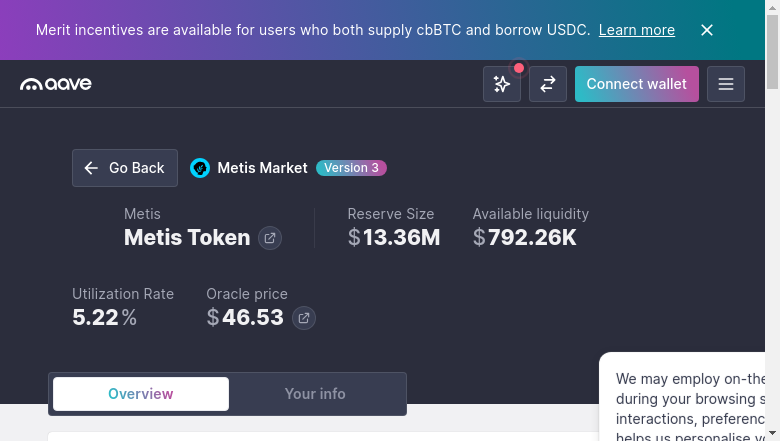 Merit incentives are available for users who both supply cbBTC and borrow USDC. Learn more
aave
Connect wallet
Go Back
Metis Market
Version 3
Metis
Metis Token
Reserve Size
$13.36M
Available liquidity
$792.26K
Utilization Rate
5.22%
Oracle price
$46.53
Overview
Your info
We may employ on-the
during your browsing s
interactions, preferenc
helps us personalise y